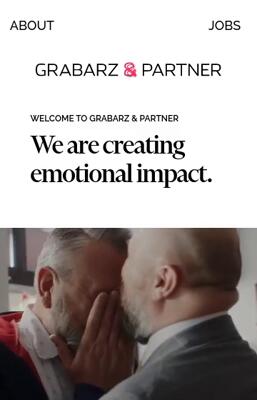 ABOUT JOBS
GRABARZ & PARTNER
WELCOME TO GRABARZ & PARTNER
We are creating
emotional impact.